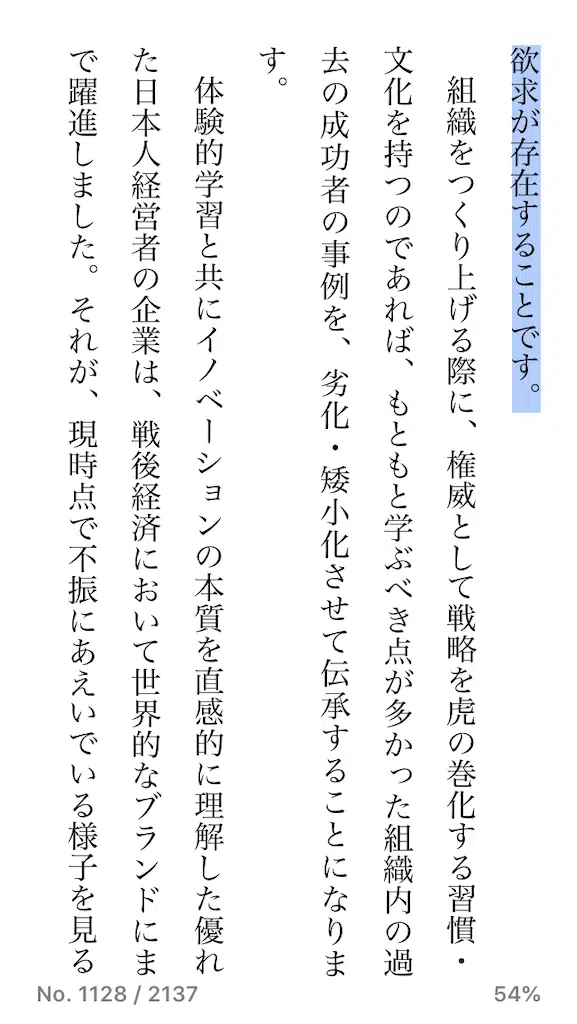 欲求が存在することです。
　組織をつくり上げる際に、権威として戦略を虎の巻化する習慣・
文化を持つのであれば、もともと学ぶべき点が多かった組織内の過
去の成功者の事例を、劣化・矮小化させて伝承することになりま
す。
　体験的学習と共にイノベーションの本質を直感的に理解した優れ
た日本人経営者の企業は、戦後経済において世界的なブランドにま
で躍進しました。それが、現時点で不振にあえいでいる様子を見る
No. 1128 / 2137
54%